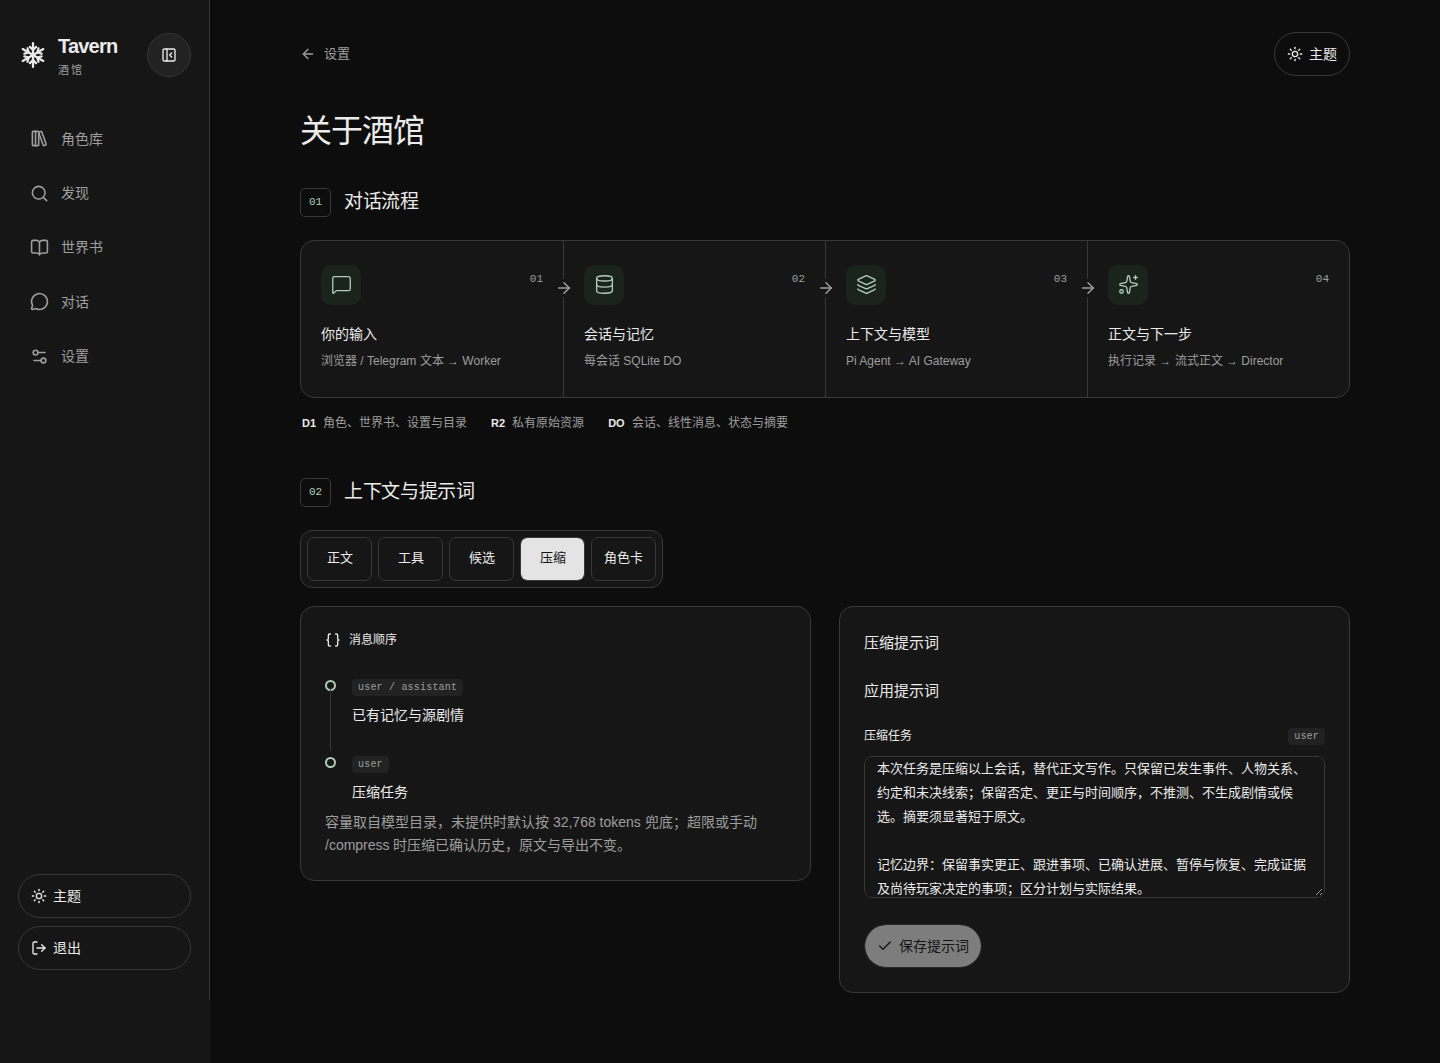 Tavern
酒馆
角色库
发现
世界书
对话
设置
主题
退出
设置
主题
关于酒馆
01 对话流程
01
你的输入
浏览器 / Telegram 文本 → Worker
02
会话与记忆
每会话 SQLite DO
03
上下文与模型
Pi Agent → AI Gateway
04
正文与下一步
执行记录 → 流式正文 → Director
D1 角色、世界书、设置与目录 R2 私有原始资源 DO 会话、线性消息、状态与摘要
02 上下文与提示词
正文 工具 候选 压缩 角色卡
消息顺序
user / assistant
已有记忆与源剧情
user
压缩任务
容量取自模型目录，未提供时默认按 32,768 tokens 兜底；超限或手动
/compress 时压缩已确认历史，原文与导出不变。
压缩提示词
应用提示词
压缩任务 user
本次任务是压缩以上会话，替代正文写作。只保留已发生事件、人物关系、
约定和未决线索；保留否定、更正与时间顺序，不推测、不生成剧情或候
选。摘要须显著短于原文。
记忆边界：保留事实更正、跟进事项、已确认进展、暂停与恢复、完成证据
及尚待玩家决定的事项；区分计划与实际结果。
保存提示词